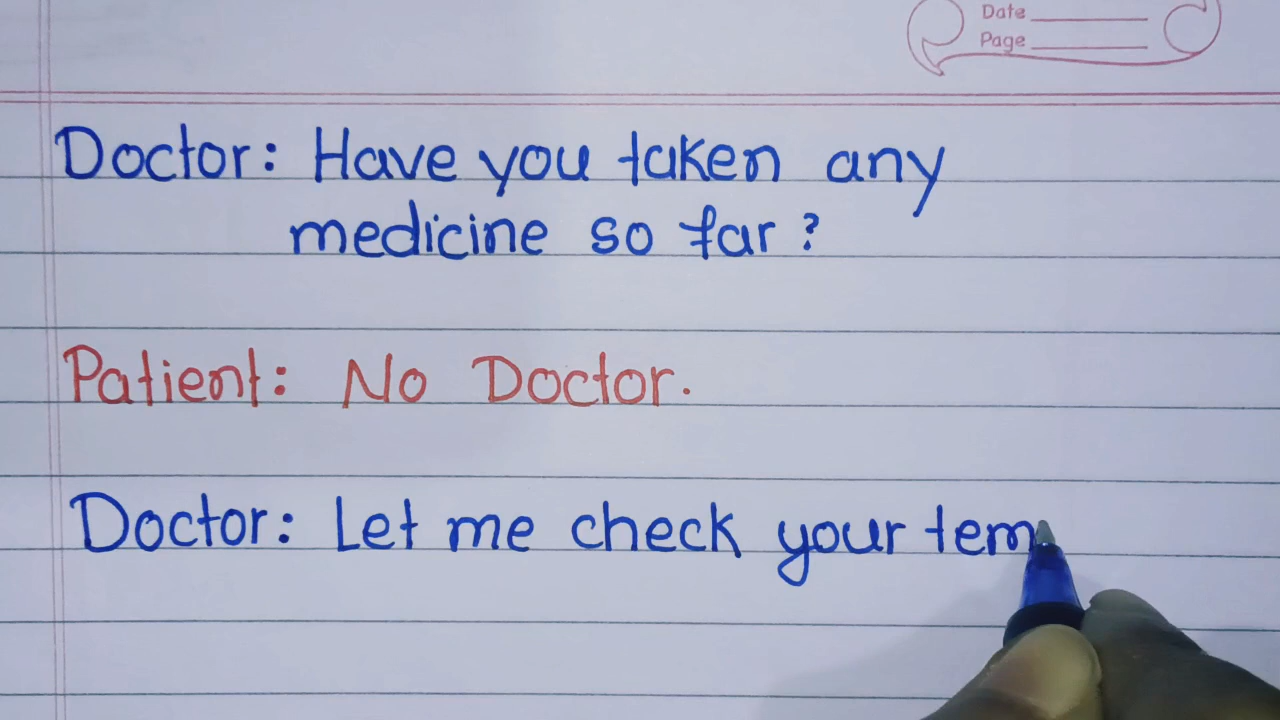 Date
Page
Doctor: Have you taken any
medicine so far?
Patient: No Doctor.
Doctor: Let me check your tem